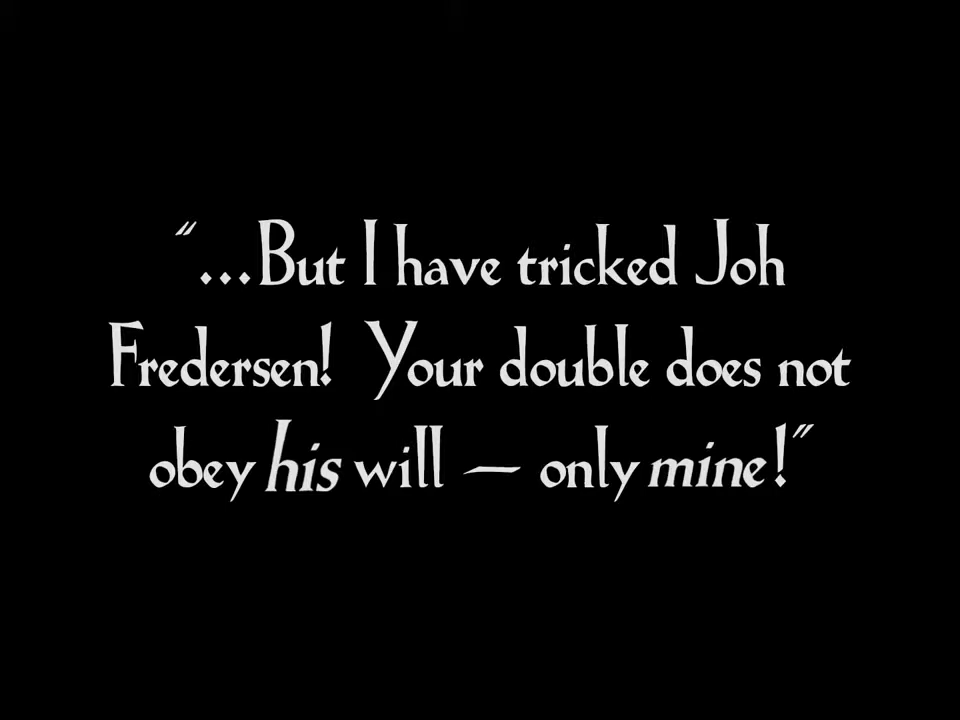 “...But I have tricked Joh
Fredersen! Your double does not
obey his will — only mine!”